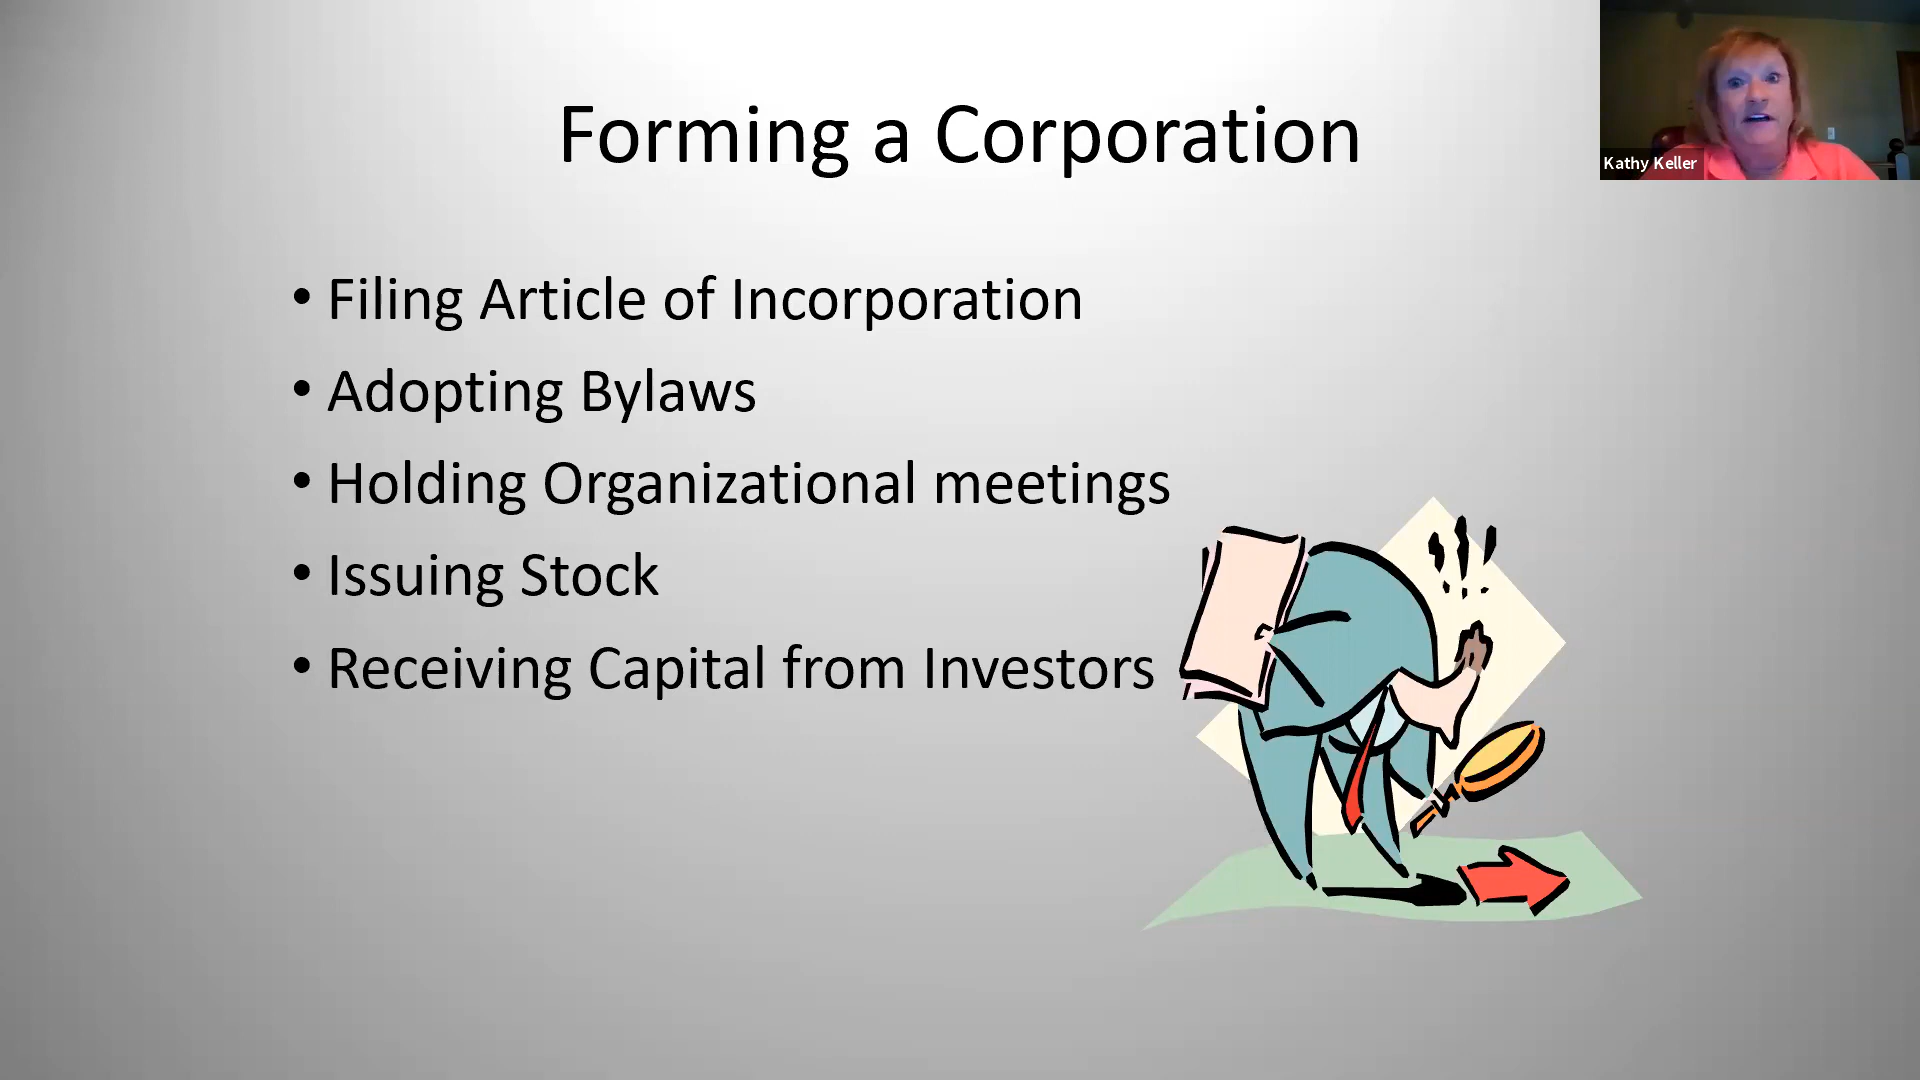 Forming a Corporation
Kathy Keller
• Filing Article of Incorporation
• Adopting Bylaws
• Holding Organizational meetings
• Issuing Stock
• Receiving Capital from Investors